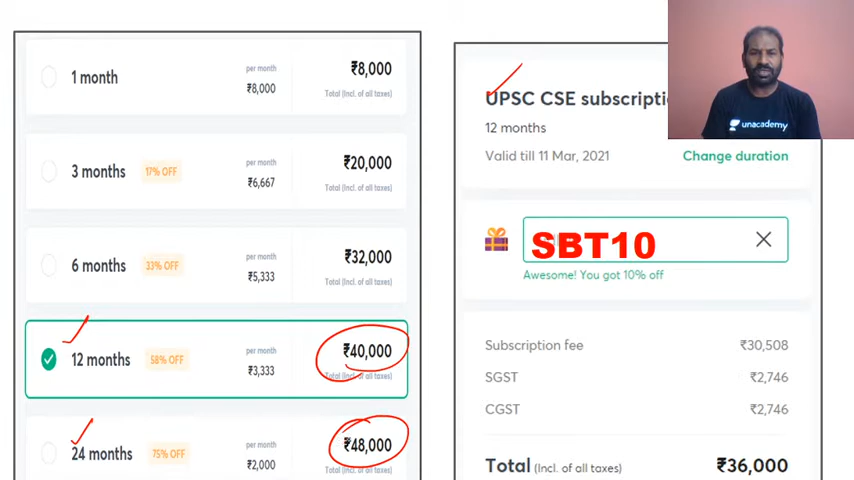 1 month
per month
₹8,000
₹8,000
Total (Incl. of all taxes)
3 months
17% OFF
per month
₹6,667
₹20,000
Total (Incl. of all taxes)
6 months
33% OFF
per month
₹5,333
₹32,000
Total (Incl. of all taxes)
12 months
58% OFF
per month
₹3,333
₹40,000
Total (Incl. of all taxes)
24 months
75% OFF
per month
₹2,000
₹48,000
Total (Incl. of all taxes)
UPSC CSE subscripti
12 months
Valid till 11 Mar, 2021
Change duration
SBT10
Awesome! You got 10% off
Subscription fee ₹30,508
SGST ₹2,746
CGST ₹2,746
Total (Incl. of all taxes) ₹36,000
unacademy